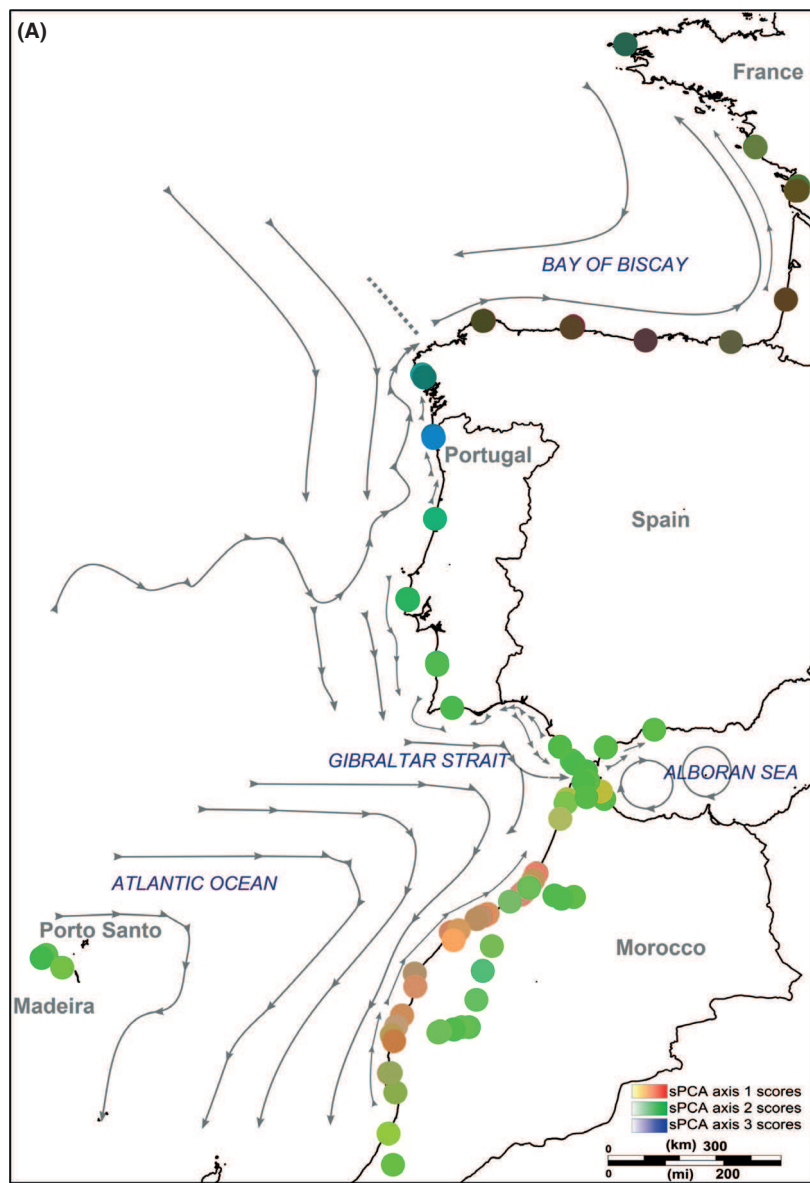 (A)
France
BAY OF BISCAY
Portugal
Spain
GIBRALTAR STRAIT
ALBORAN SEA
ATLANTIC OCEAN
Porto Santo
Morocco
Madeira
sPCA axis 1 scores
sPCA axis 2 scores
sPCA axis 3 scores
0 (km) 300
0 (mi) 200